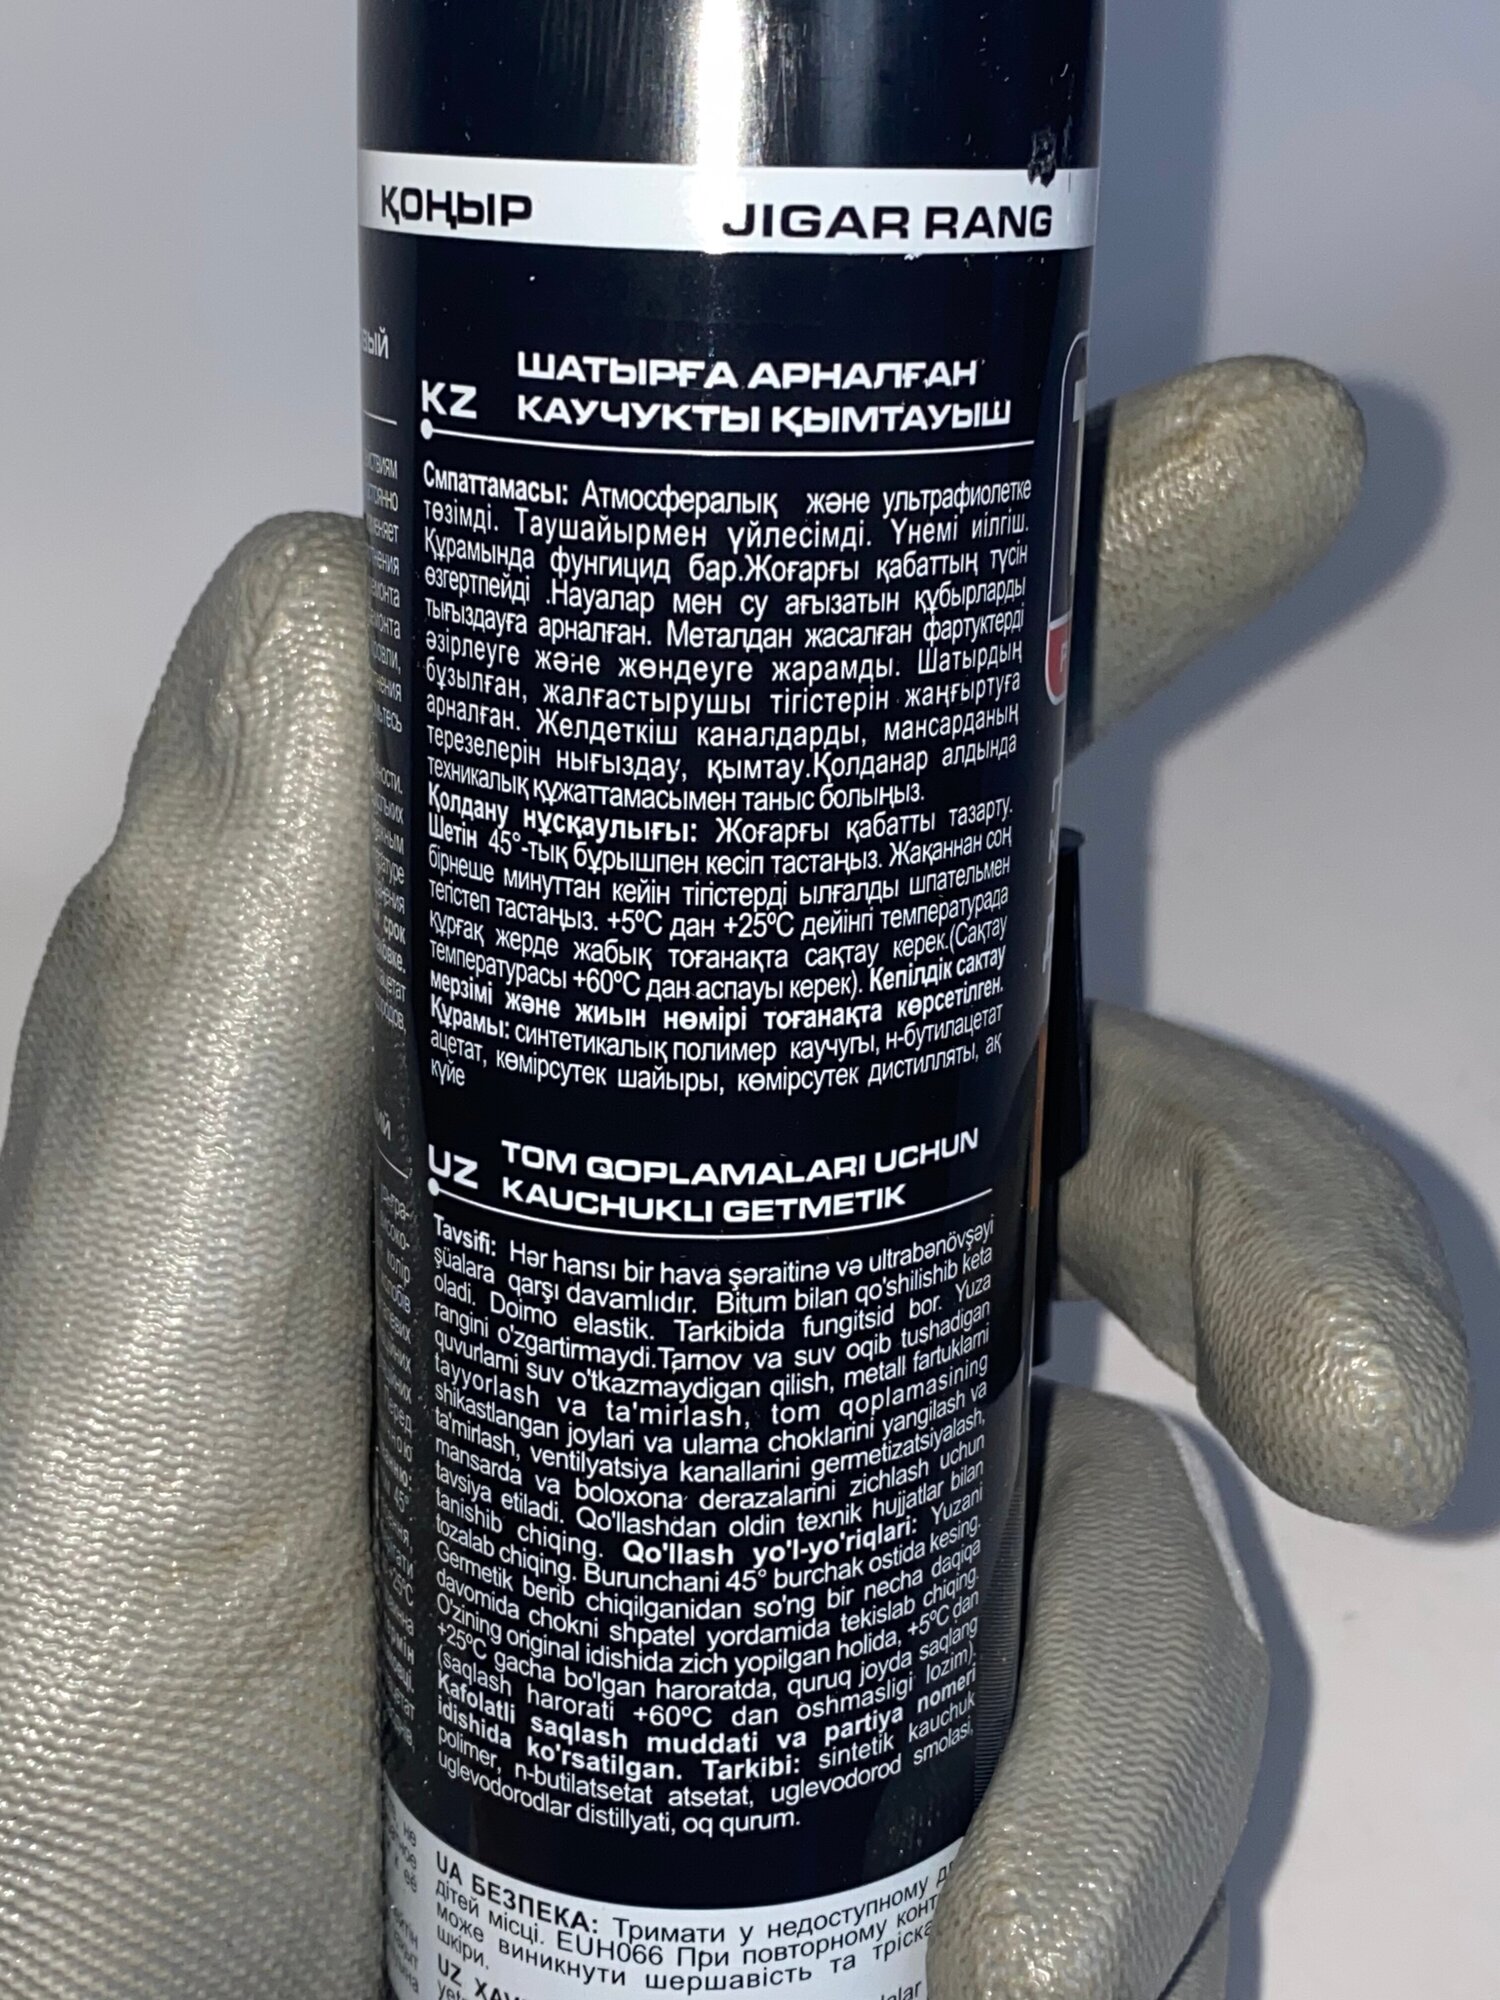 ҚОҢЫР JIGAR RANG
KZ ШАТЫРҒА АРНАЛҒАН
КАУЧУКТЫ ҚЫМТАУЫШ
Смпаттамасы: Атмосфералық және ультрафиолетке
төзімді. Таушайырмен үйлесімді. Үнемі иілгіш.
Құрамында фунгицид бар.Жоғарғы қабаттың түсін
өзгертпейді .Науалар мен су ағызатын құбырларды
тығыздауға арналған. Металдан жасалған фартуктерді
әзірлеуге және жөндеуге жарамды. Шатырдың
бұзылған, жалғастырушы тігістерін жаңғыртуға
арналған. Желдеткіш каналдарды, мансарданың
терезелерін нығыздау, қымтау.Қолданар алдында
техникалық құжаттамасымен таныс болыңыз.
Қолдану нұсқаулығы: Жоғарғы қабатты тазарту.
Шетін 45°-тық бұрышпен кесіп тастаңыз. Жаққаннан соң
бірнеше минуттан кейін тігістерді ылғалды шпательмен
тегістеп тастаңыз. +5ºС дан +25ºС дейінгі температурада
құрғақ жерде жабық тоғанақта сақтау керек.(Сақтау
температурасы +60ºС дан аспауы керек). Кепілдік сактау
мерзімі және жиын нөмірі тоғанақта көрсетілген.
Құрамы: синтетикалық полимер каучугы, н-бутилацетат
ацетат, көмірсутек шайыры, көмірсутек дистилляты, ақ
күйе
UZ TOM QOPLAMALARI UCHUN
KAUCHUKLI GETMETIK
Tavsifi: Hər hansı bir hava şəraitinə və ultrabənövşəyi
şüalara qarşı davamlıdır. Bitum bilan qo'shilishib keta
oladi. Doimo elastik. Tarkibida fungitsid bor. Yuza
rangini o'zgartirmaydi.Tarnov va suv oqib tushadigan
quvurlarni suv o'tkazmaydigan qilish, metall fartuklarni
tayyorlash va ta'mirlash, tom qoplamasining
shikastlangan joylari va ulama choklarini yangilash va
ta'mirlash, ventilyatsiya kanallarini germetizatsiyalash,
mansarda va boloxona derazalarini zichlash uchun
tavsiya etiladi. Qo'llashdan oldin texnik hujjatlar bilan
tanishib chiqing. Qo'llash yo'l-yo'riqlari: Yuzani
tozalab chiqing. Burunchani 45° burchak ostida kesing.
Germetik berib chiqilganidan so'ng bir necha daqiqa
davomida chokni shpatel yordamida tekislab chiqing.
O'zining original idishida zich yopilgan holida, +5ºC dan
+25ºC gacha bo'lgan haroratda, quruq joyda saqlang
(saqlash harorati +60ºC dan oshmasligi lozim).
Kafolatli saqlash muddati va partiya nomeri
idishida ko'rsatilgan. Tarkibi: sintetik kauchuk
polimer, n-butilatsetat atsetat, uglevodorod smolasi,
uglevodorodlar distillyati, oq qurum.
UA БЕЗПЕКА: Тримати у недоступному
дітей місці. EUH066 При повторному
може виникнути шершавість та
шкіри.
UZ